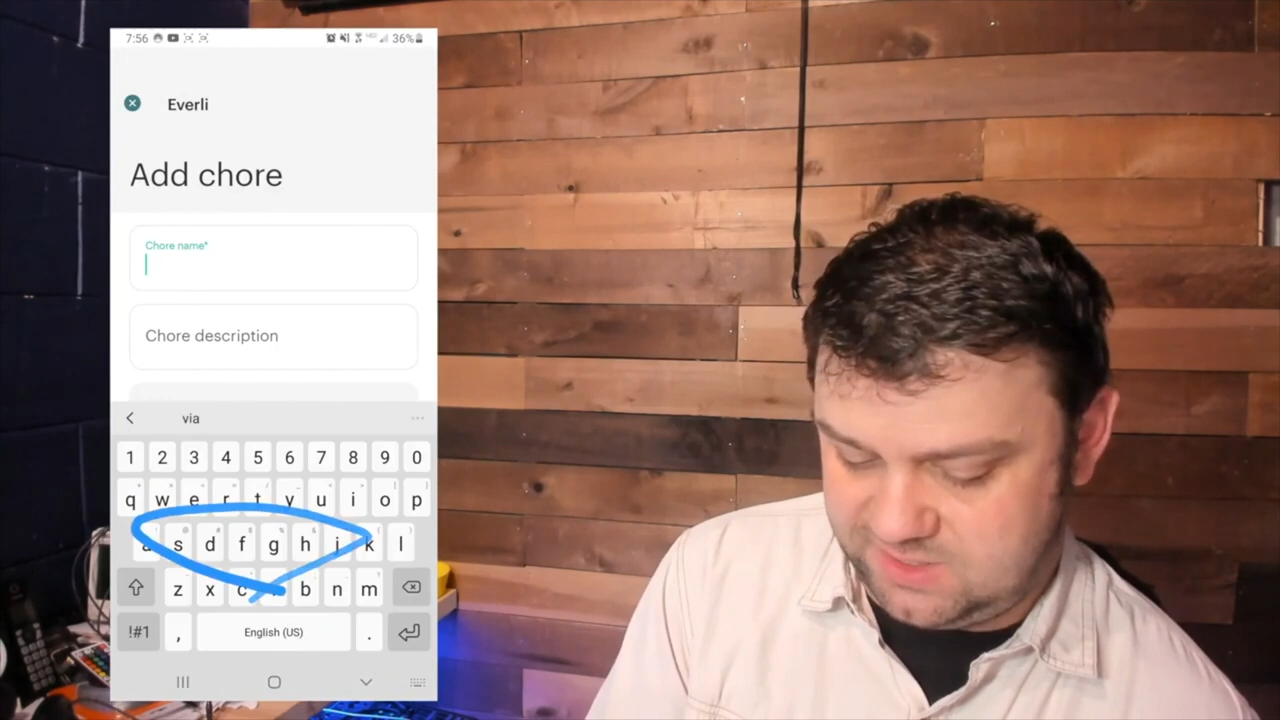 7:56 36%
Everli
Add chore
Chore name*
Chore description
via
1 2 3 4 5 6 7 8 9 0
q w e r t y u i o p
a s d f g h j k l
z x c v b n m
!#1 , English (US) .